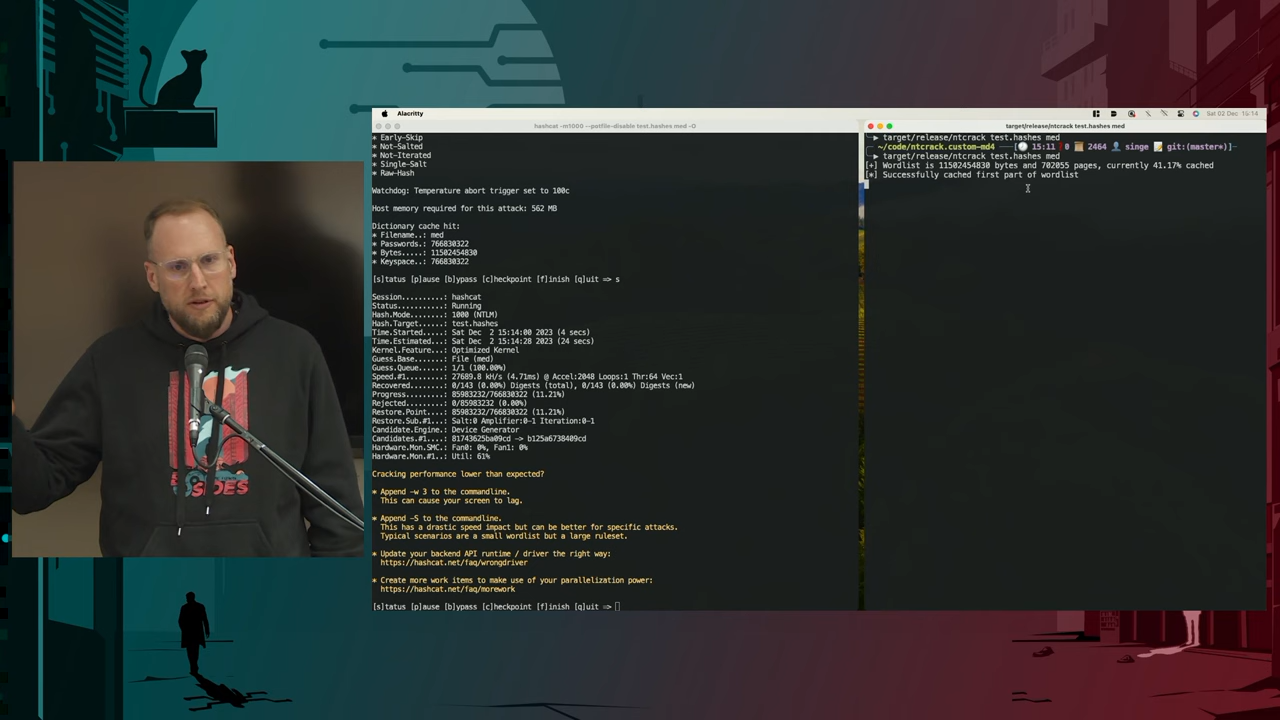 Alacritty
Sat 02 Dec 15:14
hashcat -m1000 --potfile-disable test.hashes med -O
* Early-Skip
* Not-Salted
* Not-Iterated
* Single-Salt
* Raw-Hash
Watchdog: Temperature abort trigger set to 100c
Host memory required for this attack: 562 MB
Dictionary cache hit:
* Filename..: med
* Passwords.: 766830322
* Bytes.....: 11502454830
* Keyspace..: 766830322
[s]tatus [p]ause [b]ypass [c]heckpoint [f]inish [q]uit => s
Session..........: hashcat
Status...........: Running
Hash.Mode........: 1000 (NTLM)
Hash.Target......: test.hashes
Time.Started.....: Sat Dec  2 15:14:00 2023 (4 secs)
Time.Estimated...: Sat Dec  2 15:14:28 2023 (24 secs)
Kernel.Feature...: Optimized Kernel
Guess.Base.......: File (med)
Guess.Queue......: 1/1 (100.00%)
Speed.#1.........: 27689.8 kH/s (4.71ms) @ Accel:2048 Loops:1 Thr:64 Vec:1
Recovered........: 0/143 (0.00%) Digests (total), 0/143 (0.00%) Digests (new)
Progress.........: 85983232/766830322 (11.21%)
Rejected.........: 0/85983232 (0.00%)
Restore.Point....: 85983232/766830322 (11.21%)
Restore.Sub.#1...: Salt:0 Amplifier:0-1 Iteration:0-1
Candidate.Engine.: Device Generator
Candidates.#1....: 81743625ba09cd -> b125a6738409cd
Hardware.Mon.SMC.: Fan0: 0%, Fan1: 0%
Hardware.Mon.#1..: Util: 61%
Cracking performance lower than expected?
* Append -w 3 to the commandline.
This can cause your screen to lag.
* Append -S to the commandline.
This has a drastic speed impact but can be better for specific attacks.
Typical scenarios are a small wordlist but a large ruleset.
* Update your backend API runtime / driver the right way:
https://hashcat.net/faq/wrongdriver
* Create more work items to make use of your parallelization power:
https://hashcat.net/faq/morework
[s]tatus [p]ause [b]ypass [c]heckpoint [f]inish [q]uit =>
target/release/ntcrack test.hashes med
target/release/ntcrack test.hashes med
~/code/ntcrack.custom-md4 15:11 0 2464 singe git:(master*)
target/release/ntcrack test.hashes med
[+] Wordlist is 11502454830 bytes and 702055 pages, currently 41.17% cached
[*] Successfully cached first part of wordlist
SIDES